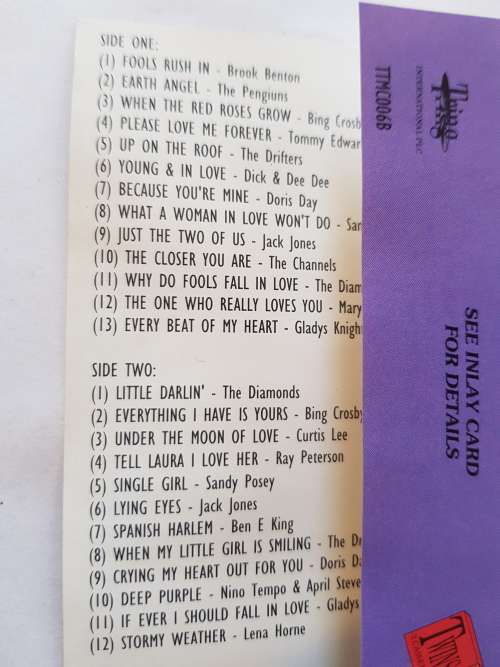 SIDE ONE:
(1) FOOLS RUSH IN - Brook Benton
(2) EARTH ANGEL - The Pengiuns
(3) WHEN THE RED ROSES GROW - Bing Crosb
(4) PLEASE LOVE ME FOREVER - Tommy Edwar
(5) UP ON THE ROOF - The Drifters
(6) YOUNG & IN LOVE - Dick & Dee Dee
(7) BECAUSE YOU'RE MINE - Doris Day
(8) WHAT A WOMAN IN LOVE WON'T DO - San
(9) JUST THE TWO OF US - Jack Jones
(10) THE CLOSER YOU ARE - The Channels
(11) WHY DO FOOLS FALL IN LOVE - The Diam
(12) THE ONE WHO REALLY LOVES YOU - Mary
(13) EVERY BEAT OF MY HEART - Gladys Knigh
SIDE TWO:
(1) LITTLE DARLIN' - The Diamonds
(2) EVERYTHING I HAVE IS YOURS - Bing Crosby
(3) UNDER THE MOON OF LOVE - Curtis Lee
(4) TELL LAURA I LOVE HER - Ray Peterson
(5) SINGLE GIRL - Sandy Posey
(6) LYING EYES - Jack Jones
(7) SPANISH HARLEM - Ben E King
(8) WHEN MY LITTLE GIRL IS SMILING - The Dr
(9) CRYING MY HEART OUT FOR YOU - Doris Da
(10) DEEP PURPLE - Nino Tempo & April Steve
(11) IF EVER I SHOULD FALL IN LOVE - Gladys
(12) STORMY WEATHER - Lena Horne
INTERNATIONAL PLC
TTMC006B
SEE INLAY CARD
FOR DETAILS